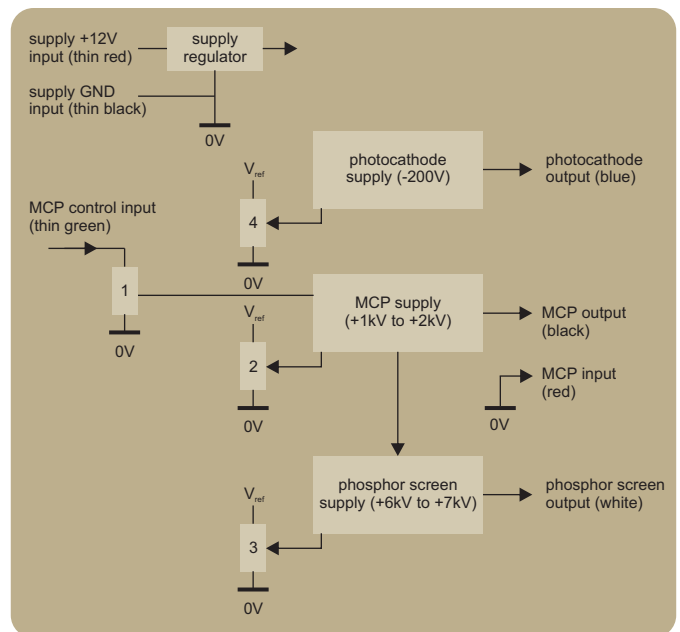 supply +12V
input (thin red)
supply
regulator
supply GND
input (thin black)
0V
photocathode
supply (-200V)
photocathode
output (blue)
Vref
4
0V
MCP control input
(thin green)
1
0V
MCP supply
(+1kV to +2kV)
MCP output
(black)
Vref
2
0V
MCP input
(red)
0V
phosphor screen
supply (+6kV to +7kV)
phosphor screen
output (white)
Vref
3
0V